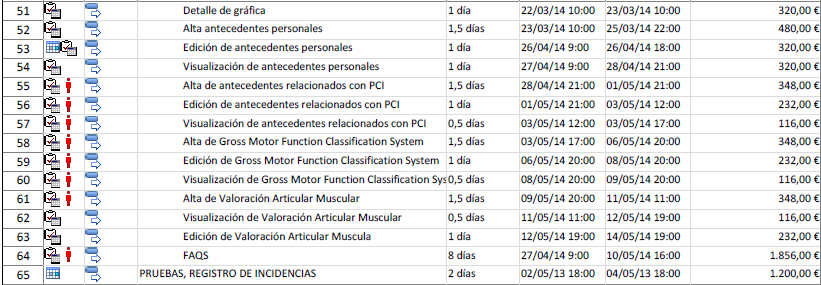 51 Detalle de gráfica 1 día 22/03/14 10:00 23/03/14 10:00 320,00 €
52 Alta antecedentes personales 1,5 días 23/03/14 10:00 25/03/14 22:00 480,00 €
53 Edición de antecedentes personales 1 día 26/04/14 9:00 26/04/14 18:00 320,00 €
54 Visualización de antecedentes personales 1 día 27/04/14 9:00 28/04/14 21:00 320,00 €
55 Alta de antecedentes relacionados con PCI 1,5 días 28/04/14 21:00 01/05/14 21:00 348,00 €
56 Edición de antecedentes relacionados con PCI 1 día 01/05/14 21:00 03/05/14 12:00 232,00 €
57 Visualización de antecedentes relacionados con PCI 0,5 días 03/05/14 12:00 03/05/14 17:00 116,00 €
58 Alta de Gross Motor Function Classification System 1,5 días 03/05/14 17:00 06/05/14 20:00 348,00 €
59 Edición de Gross Motor Function Classification System 1 día 06/05/14 20:00 08/05/14 20:00 232,00 €
60 Visualización de Gross Motor Function Classification Sys 0,5 días 08/05/14 20:00 09/05/14 20:00 116,00 €
61 Alta de Valoración Articular Muscular 1,5 días 09/05/14 20:00 11/05/14 11:00 348,00 €
62 Visualización de Valoración Articular Muscular 0,5 días 11/05/14 11:00 12/05/14 19:00 116,00 €
63 Edición de Valoración Articular Muscula 1 día 12/05/14 19:00 14/05/14 19:00 232,00 €
64 FAQS 8 días 27/04/14 9:00 10/05/14 16:00 1.856,00 €
65 PRUEBAS, REGISTRO DE INCIDENCIAS 2 días 02/05/13 18:00 04/05/13 18:00 1.200,00 €